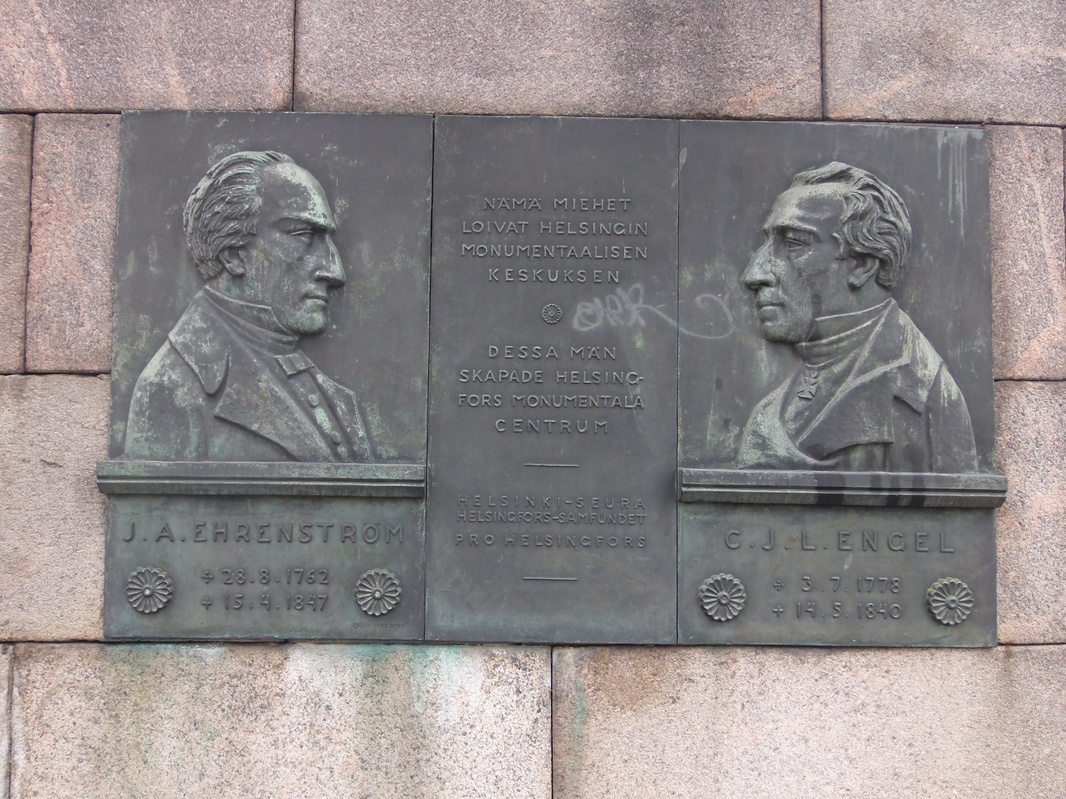 NÄMÄ MIEHET
LOIVAT HELSINGIN
MONUMENTAALISEN
KESKUKSEN
DESSA MÄN
SKAPADE HELSING-
FORS MONUMENTALA
CENTRUM
HELSINKI-SEURA
HELSINGFORS-SAMFUNDET
PRO HELSINGFORS
J.A.EHRENSTRÖM
28.8.1762
15.4.1847
C.J.L.ENGEL
3.7.1778
14.5.1840